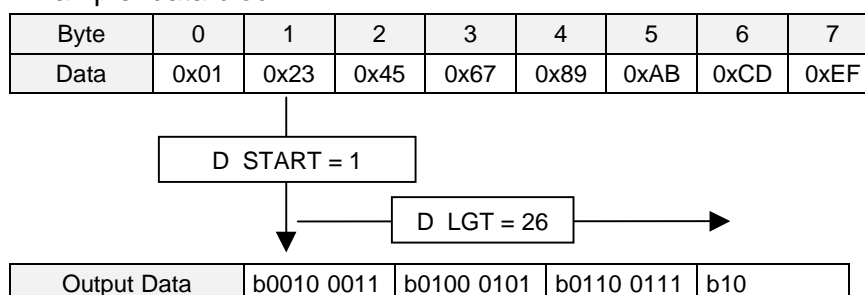 Byte 0 1 2 3 4 5 6 7
Data 0x01 0x23 0x45 0x67 0x89 0xAB 0xCD 0xEF
D START = 1
D LGT = 26
Output Data b0010 0011 b0100 0101 b0110 0111 b10